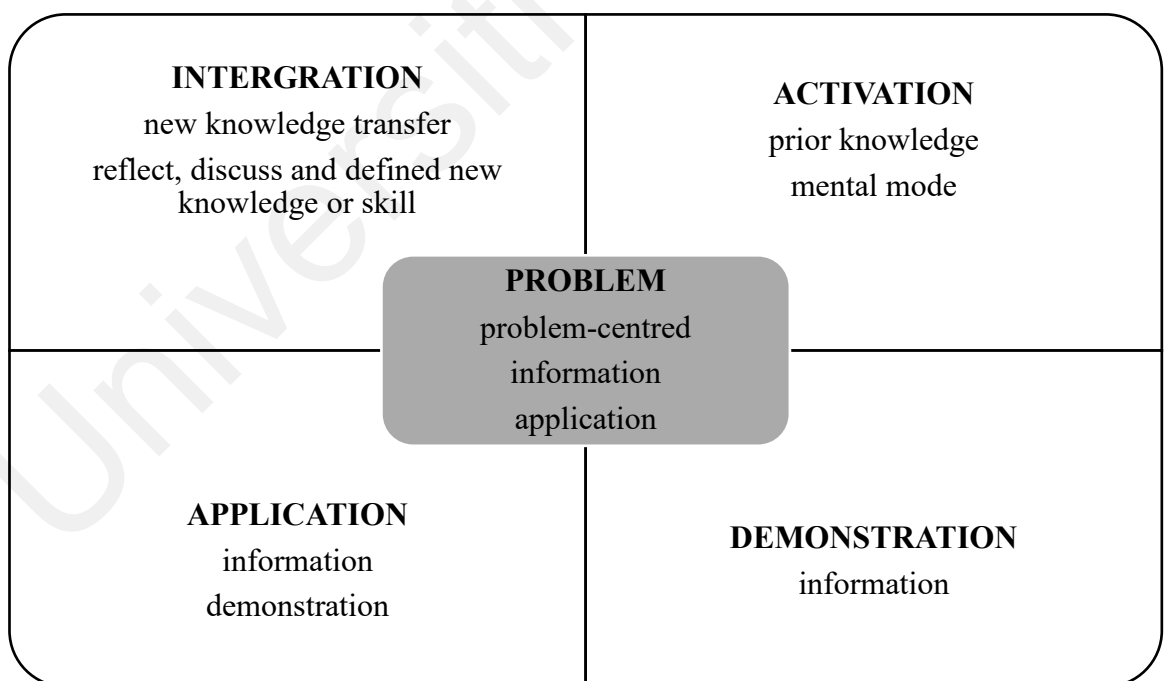 INTERGRATION
new knowledge transfer
reflect, discuss and defined new
knowledge or skill
ACTIVATION
prior knowledge
mental mode
PROBLEM
problem-centred
information
application
APPLICATION
information
demonstration
DEMONSTRATION
information
Universiti